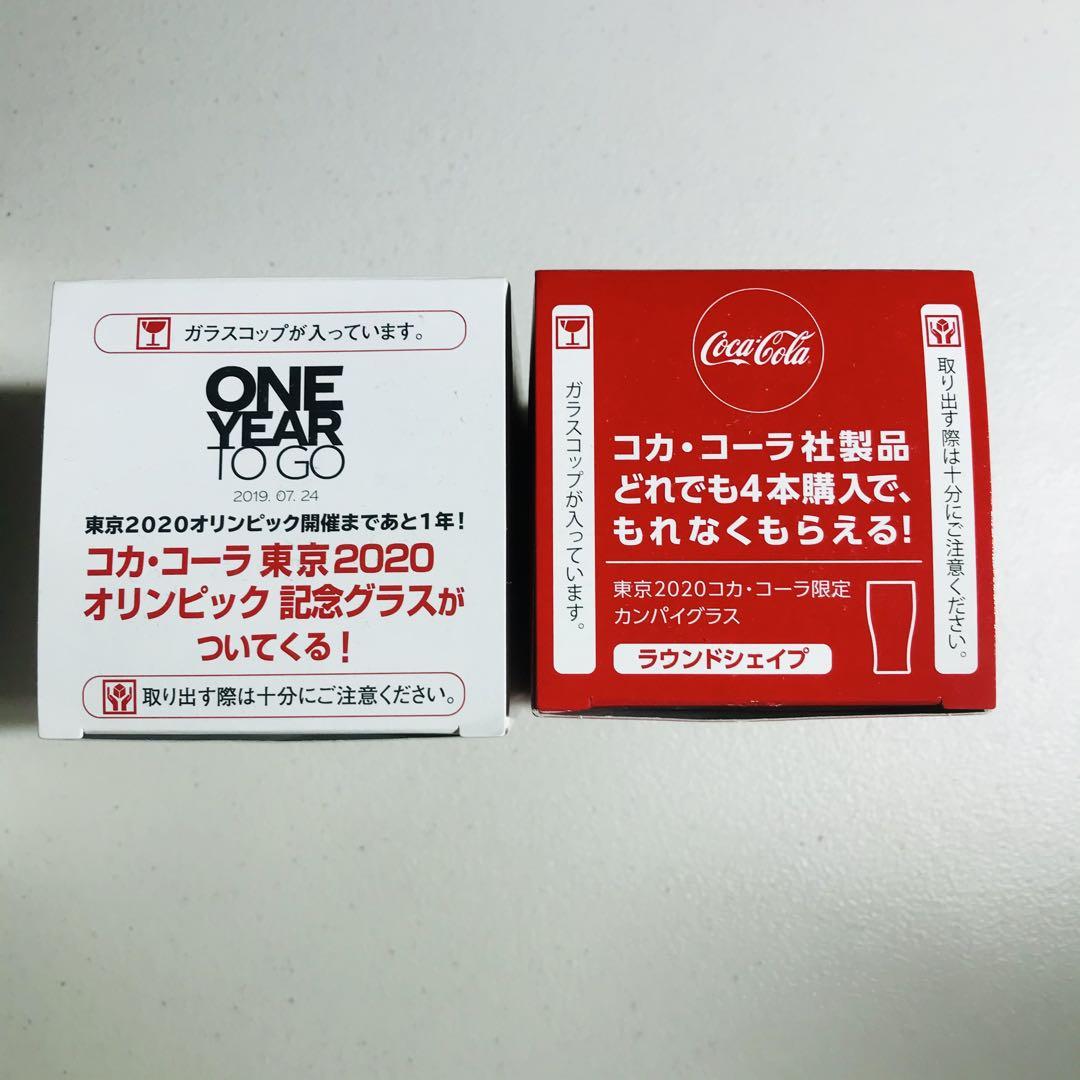 ガラスコップが入っています。
ONE
YEAR
TO GO
2019. 07. 24
東京2020オリンピック開催まであと1年!
コカ・コーラ 東京2020
オリンピック 記念グラスが
ついてくる!
取り出す際は十分にご注意ください。
ガラスコップが入っています。
Coca-Cola
コカ・コーラ社製品
どれでも4本購入で、
もれなくもらえる!
東京2020コカ・コーラ限定
カンパイグラス
ラウンドシェイプ
取り出す際は十分にご注意ください。